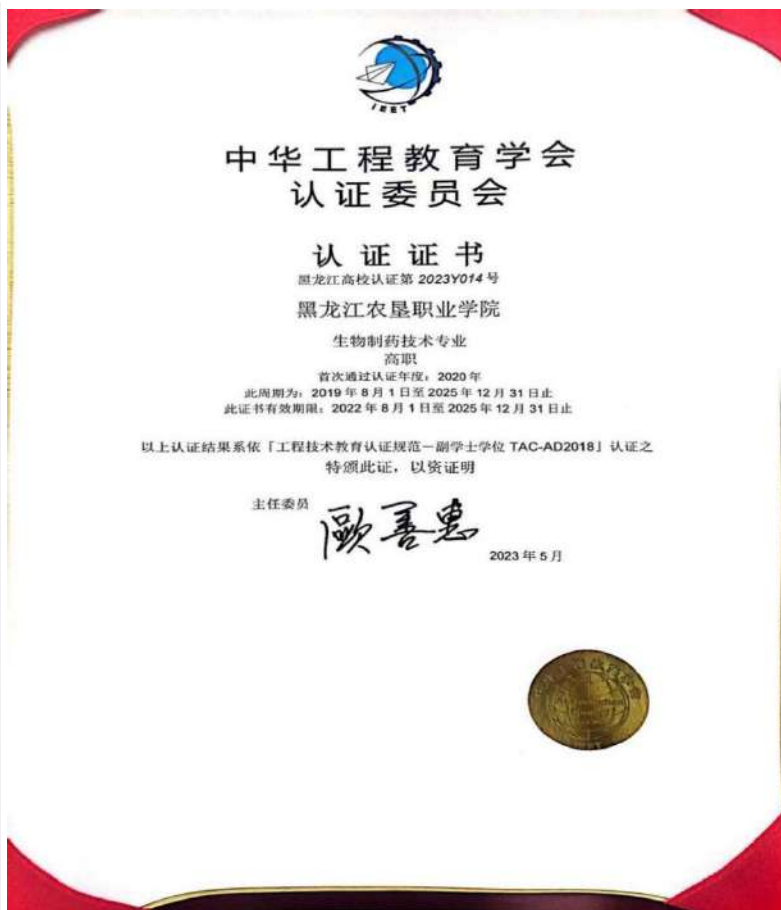 IEET
中华工程教育学会
认证委员会
认证证书
黑龙江高校认证第 2023Y014 号
黑龙江农垦职业学院
生物制药技术专业
高职
首次通过认证年度：2020 年
此周期为：2019 年 8 月 1 日至 2025 年 12 月 31 日止
此证书有效期限：2022 年 8 月 1 日至 2025 年 12 月 31 日止
以上认证结果系依「工程技术教育认证规范－副学士学位 TAC-AD2018」认证之
特颁此证，以资证明
主任委员
歐善惠
2023 年 5 月